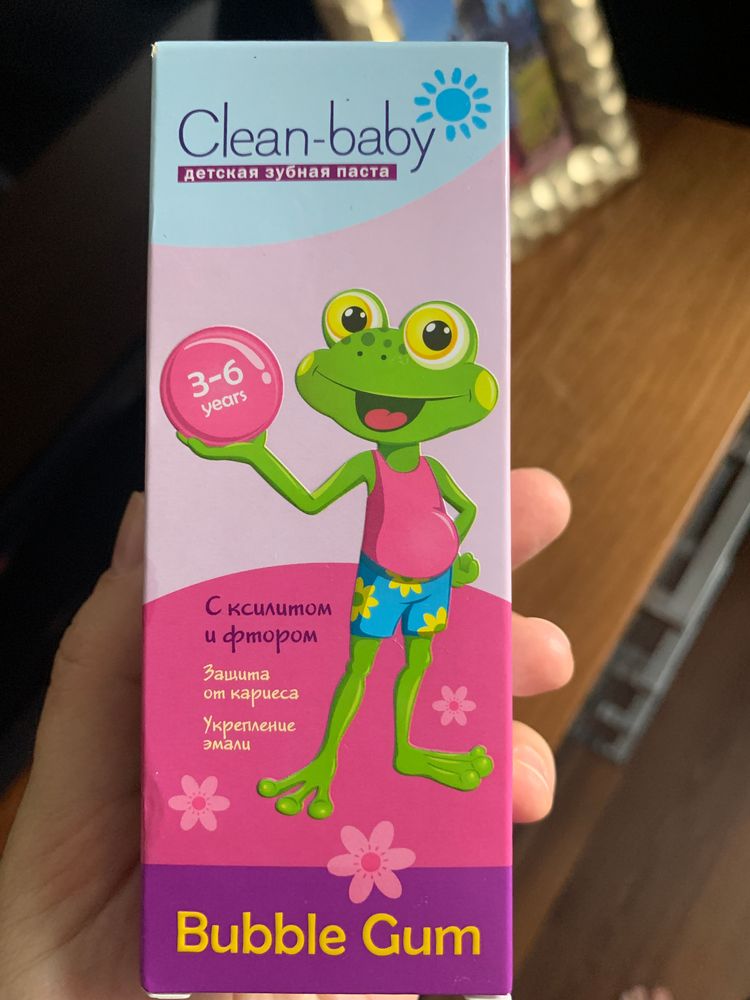 Clean-baby
детская зубная паста
3-6
years
С ксилитом
и фтором
Защита
от кариеса
Укрепление
эмали
Bubble Gum